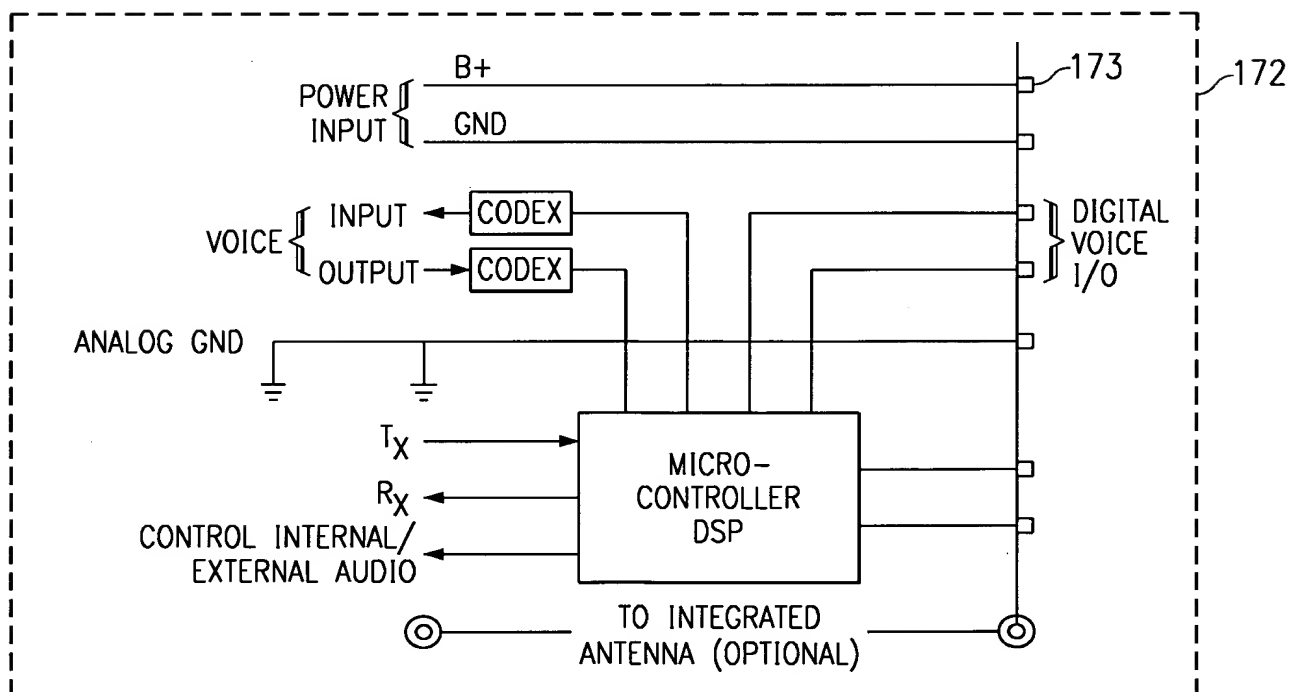 B+
173
172
POWER
INPUT
GND
INPUT
CODEX
DIGITAL
VOICE
VOICE
OUTPUT
CODEX
I/O
ANALOG GND
TX
RX
MICRO-
CONTROLLER
DSP
CONTROL INTERNAL/
EXTERNAL AUDIO
TO INTEGRATED
ANTENNA (OPTIONAL)